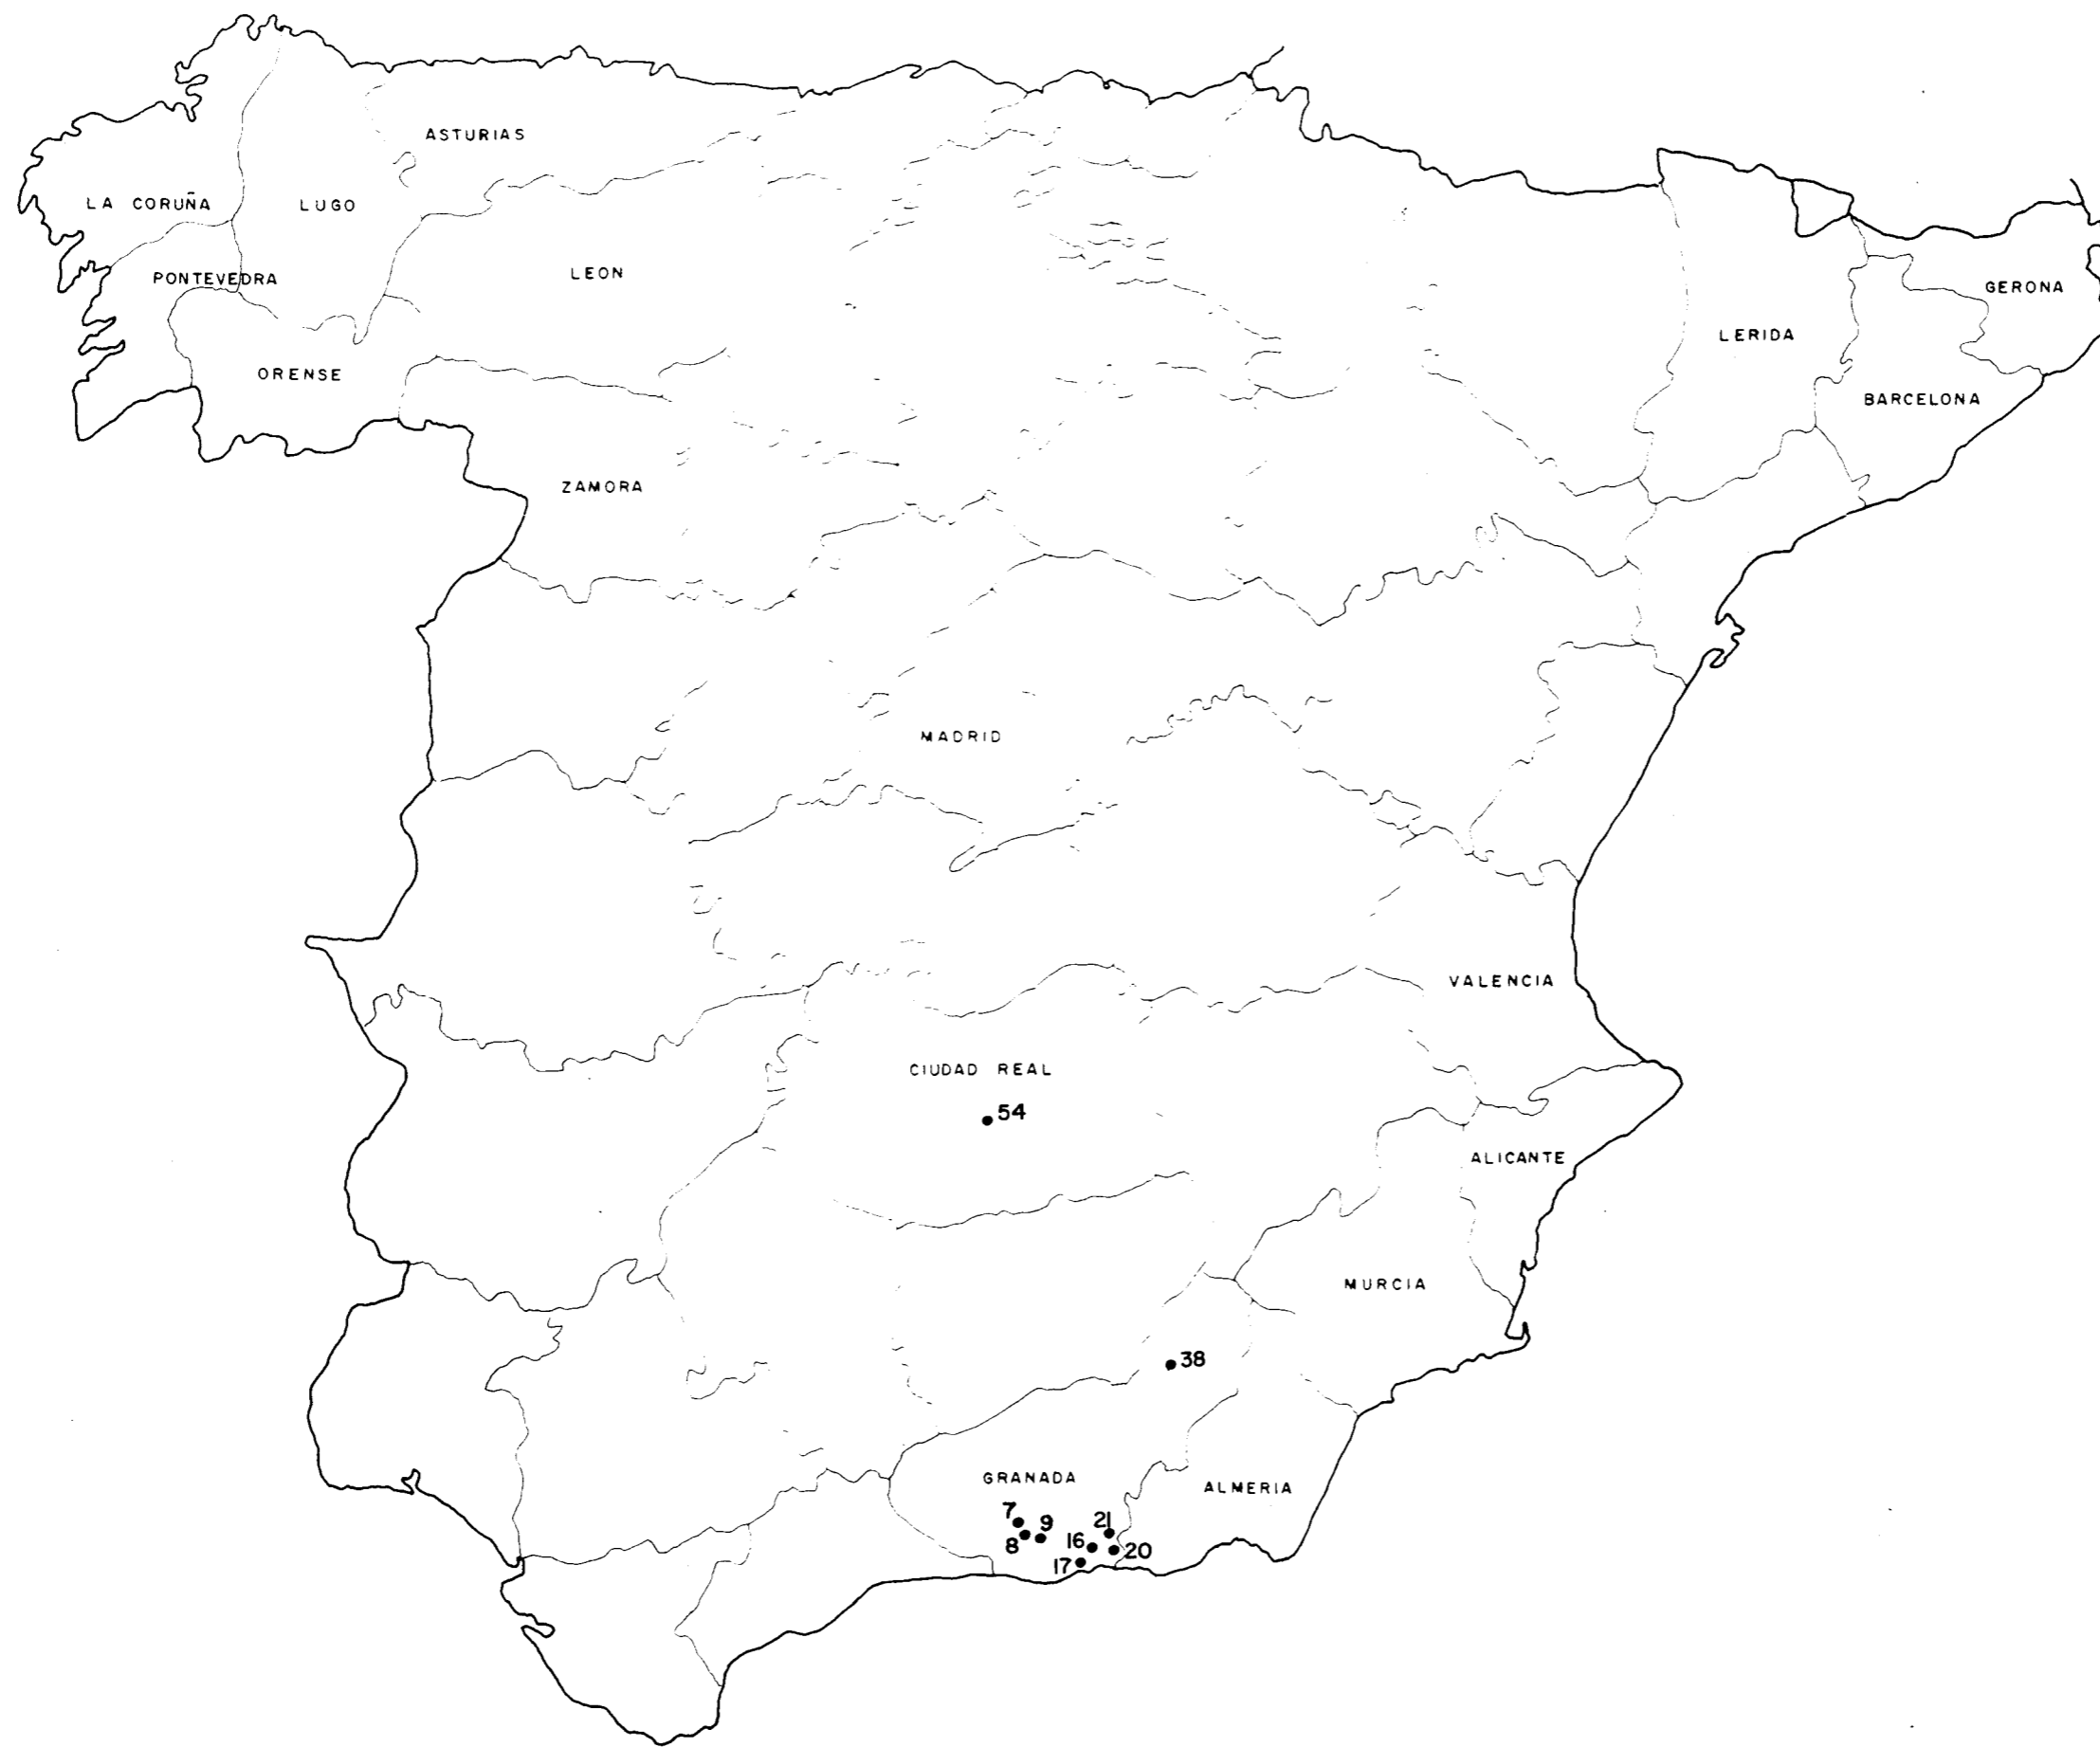 ASTURIAS
LA CORUÑA
LUGO
PONTEVEDRA
LEON
GERONA
LERIDA
ORENSE
BARCELONA
ZAMORA
MADRID
VALENCIA
CIUDAD REAL
54
ALICANTE
MURCIA
38
GRANADA
ALMERIA
7
9
21
8
16
20
17